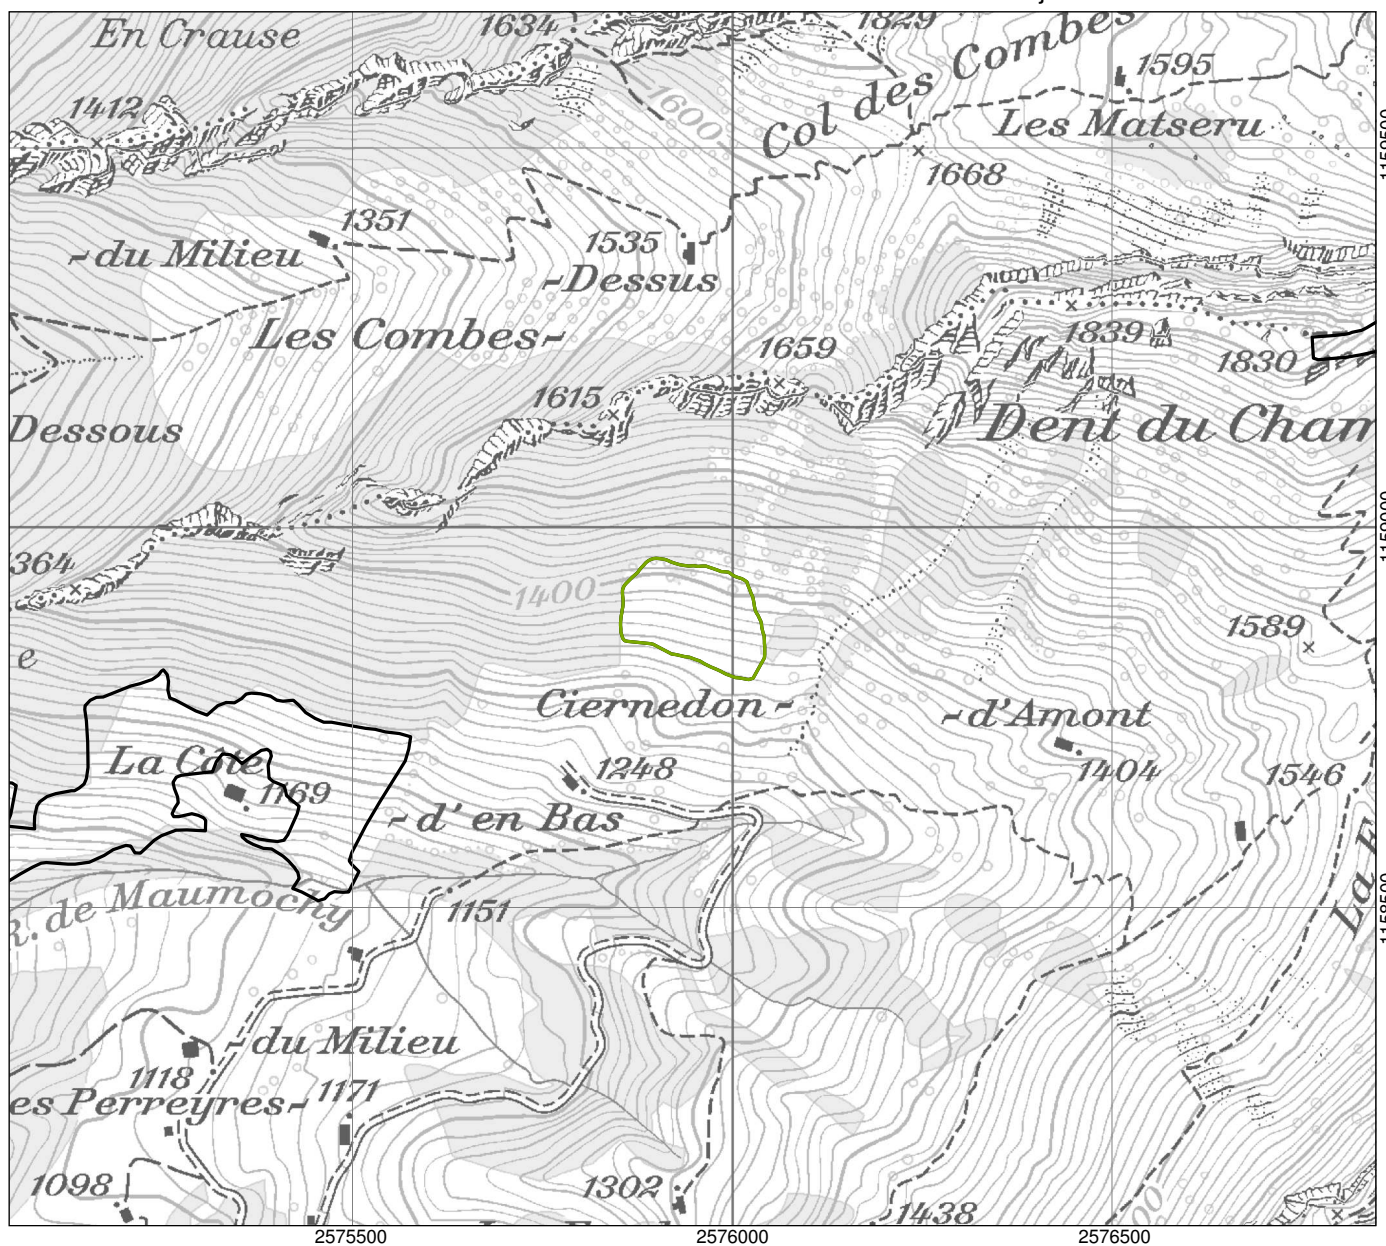 En Crause
1634
1829
Col des Combes
1595
1412
1600
Les Matseru
1668
1351
1535
-du Milieu
-Dessus
Les Combes-
1659
1839
1830
1615
Dessous
Dent du Cham
364
1400
1589
e
Ciernedon-
-d'Amont
La Côte
1248
1404
1546
1169
-d' en Bas
R. de Maumochy
1151
du Milieu
1118
1171
es Perreyres-
1098
1302
1438
2575500
2576000
2576500